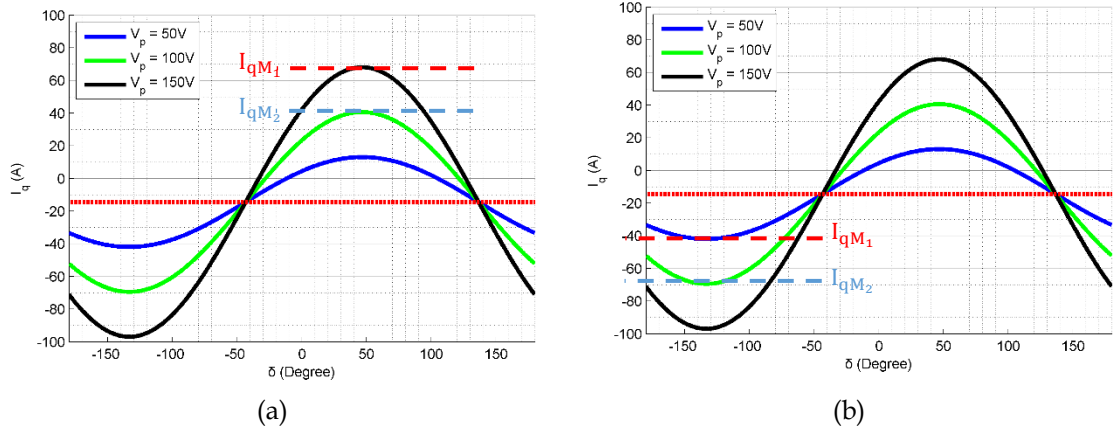 100
80
60
40
20
0
-20
-40
-60
-80
-100
I_q (A)
V_p = 50V
V_p = 100V
V_p = 150V
I_qM₁
I_qM₂
-150
-100
-50
0
50
100
150
δ (Degree)
(a)
100
80
60
40
20
0
-20
-40
-60
-80
-100
I_q (A)
V_p = 50V
V_p = 100V
V_p = 150V
I_qM₁
I_qM₂
-150
-100
-50
0
50
100
150
δ (Degree)
(b)